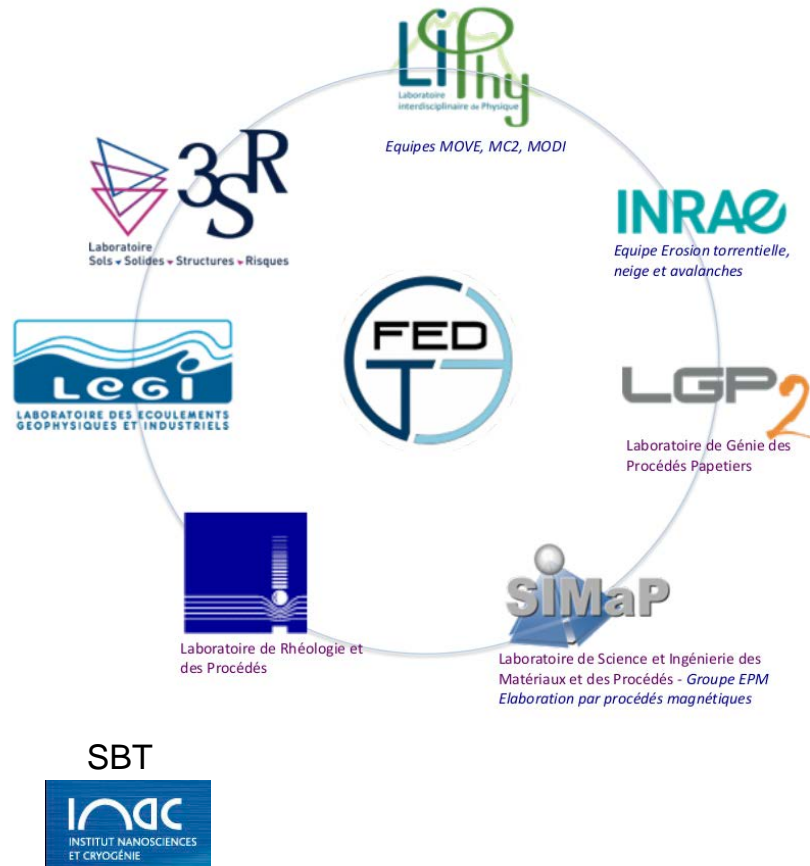 LiPhy
Laboratoire
interdisciplinaire de Physique
Equipes MOVE, MC2, MODI
3SR
Laboratoire
Sols Solides Structures Risques
INRAE
Equipe Erosion torrentielle,
neige et avalanches
FED
T
LEGI
LABORATOIRE DES ECOULEMENTS
GEOPHYSIQUES ET INDUSTRIELS
LGP2
Laboratoire de Génie des
Procédés Papetiers
Laboratoire de Rhéologie et
des Procédés
SIMaP
Laboratoire de Science et Ingénierie des
Matériaux et des Procédés - Groupe EPM
Elaboration par procédés magnétiques
SBT
inac
INSTITUT NANOSCIENCES
ET CRYOGÉNIE